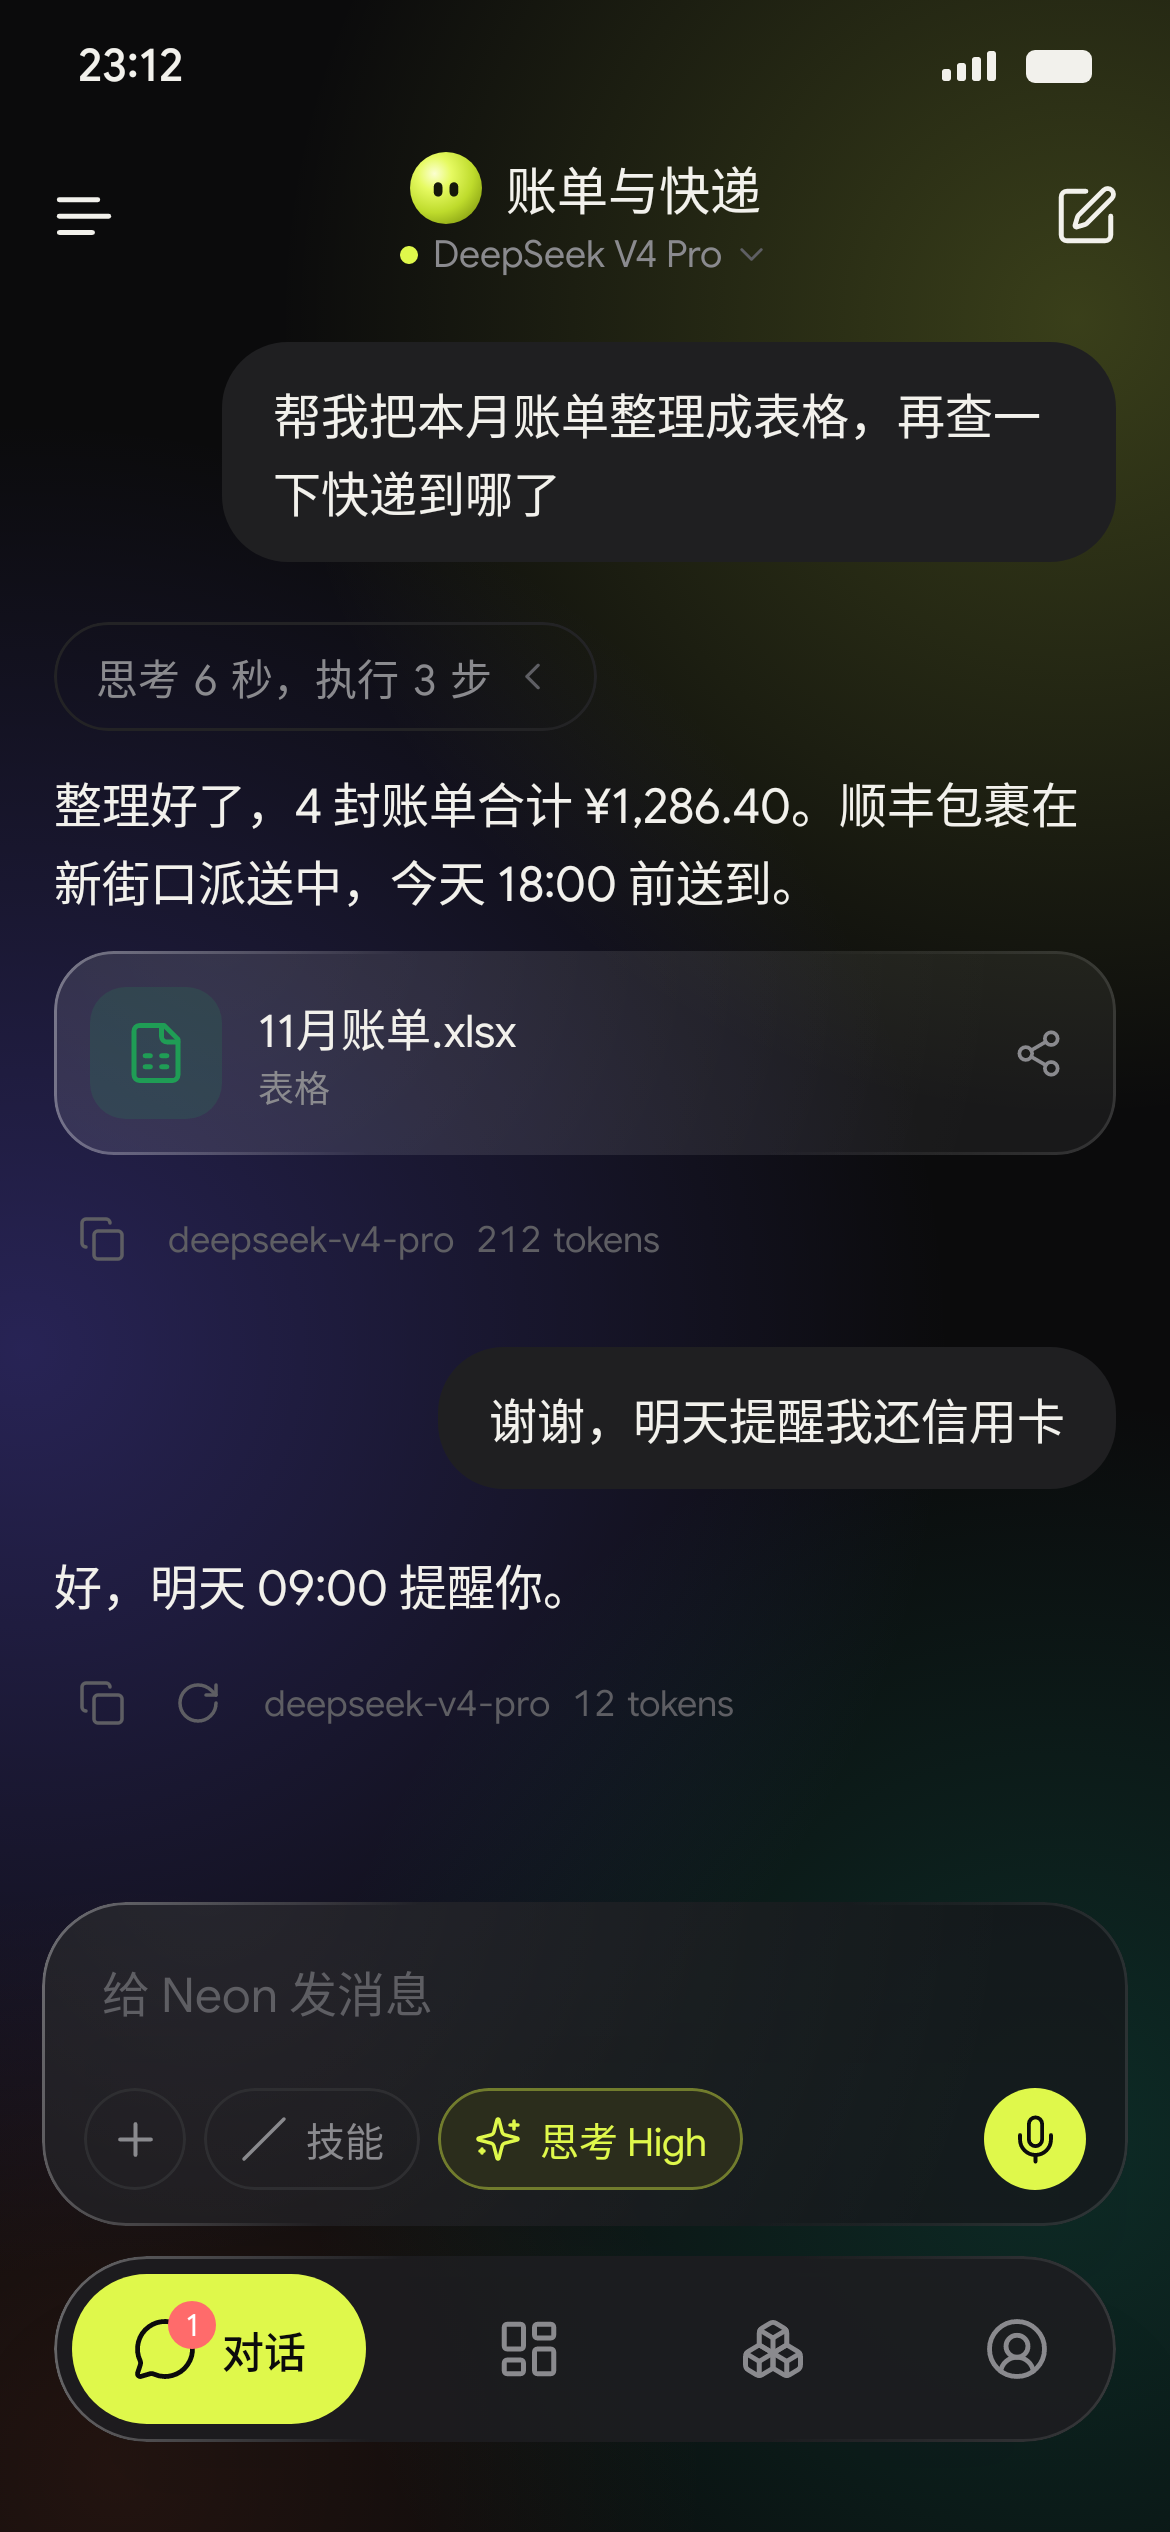 23:12
账单与快递
DeepSeek V4 Pro
帮我把本月账单整理成表格，再查一
下快递到哪了
思考 6 秒，执行 3 步
整理好了，4 封账单合计 ¥1,286.40。顺丰包裹在
新街口派送中，今天 18:00 前送到。
11月账单.xlsx
表格
deepseek-v4-pro 212 tokens
谢谢，明天提醒我还信用卡
好，明天 09:00 提醒你。
deepseek-v4-pro 12 tokens
给 Neon 发消息
技能
思考 High
1
对话